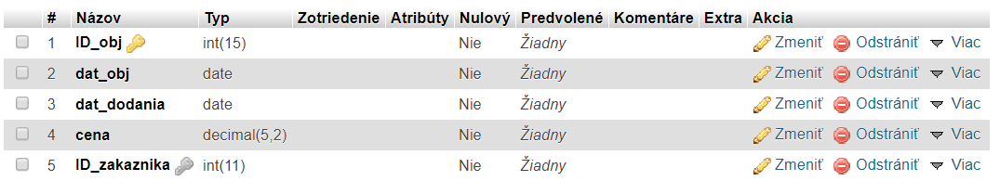 # Názov Typ Zotriedenie Atribúty Nulový Predvolené Komentáre Extra Akcia
1 ID_obj int(15) Nie Žiadny Zmeniť Odstrániť Viac
2 dat_obj date Nie Žiadny Zmeniť Odstrániť Viac
3 dat_dodania date Nie Žiadny Zmeniť Odstrániť Viac
4 cena decimal(5,2) Nie Žiadny Zmeniť Odstrániť Viac
5 ID_zakaznika int(11) Nie Žiadny Zmeniť Odstrániť Viac